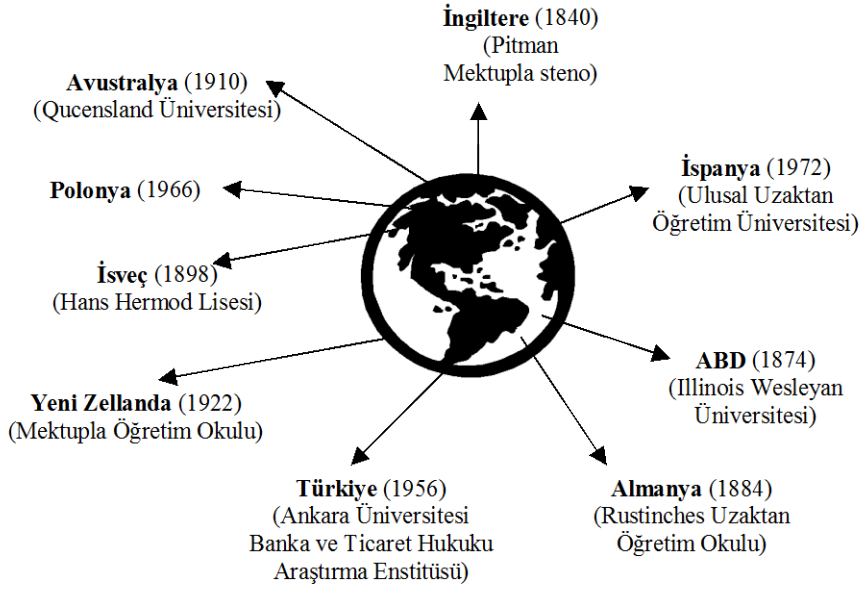 İngiltere (1840)
(Pitman
Mektupla steno)
Avustralya (1910)
(Qucensland Üniversitesi)
Polonya (1966)
İspanya (1972)
(Ulusal Uzaktan
Öğretim Üniversitesi)
İsveç (1898)
(Hans Hermod Lisesi)
ABD (1874)
(Illinois Wesleyan
Üniversitesi)
Yeni Zellanda (1922)
(Mektupla Öğretim Okulu)
Türkiye (1956)
(Ankara Üniversitesi
Banka ve Ticaret Hukuku
Araştırma Enstitüsü)
Almanya (1884)
(Rustinches Uzaktan
Öğretim Okulu)